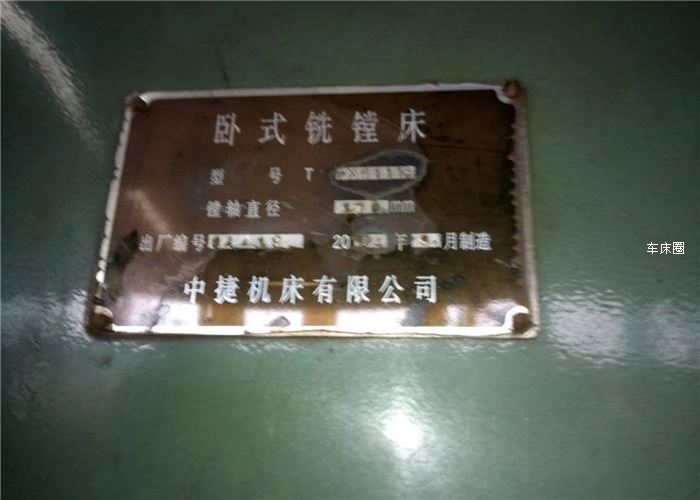 卧式铣镗床
型 号 T
镗轴直径 mm
出厂编号 20 年 月制造
中捷机床有限公司
车床圈